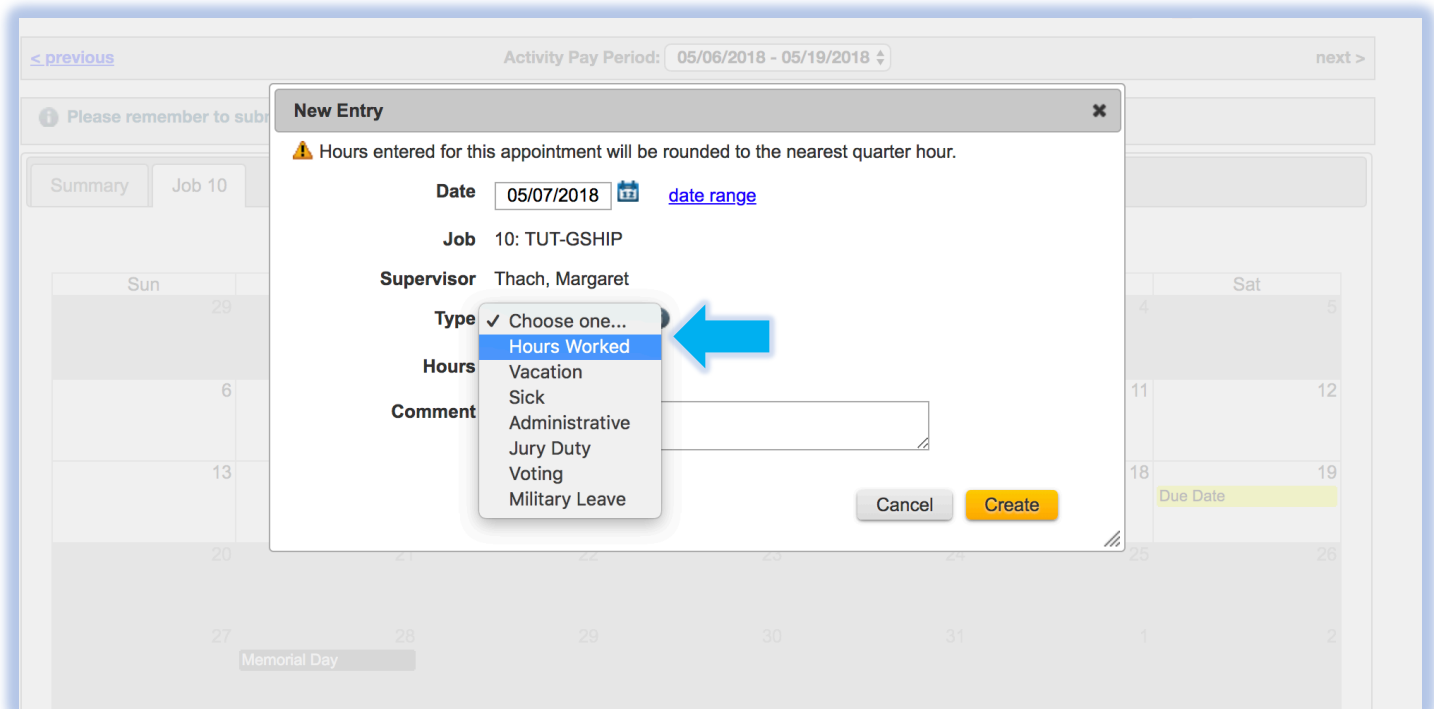 < previous Activity Pay Period: 05/06/2018 - 05/19/2018 next >
Please remember to subm
New Entry
Hours entered for this appointment will be rounded to the nearest quarter hour.
Summary Job 10
Date 05/07/2018 date range
Job 10: TUT-GSHIP
Supervisor Thach, Margaret
Sun Sat
29 4 5
Type ✓ Choose one...
Hours Worked
Hours
Vacation
6 11 12
Sick
Comment
Administrative
Jury Duty
13 18 19
Voting
Due Date
Military Leave
Cancel Create
20 21 22 23 24 25 26
27 28 29 30 31 1 2
Memorial Day